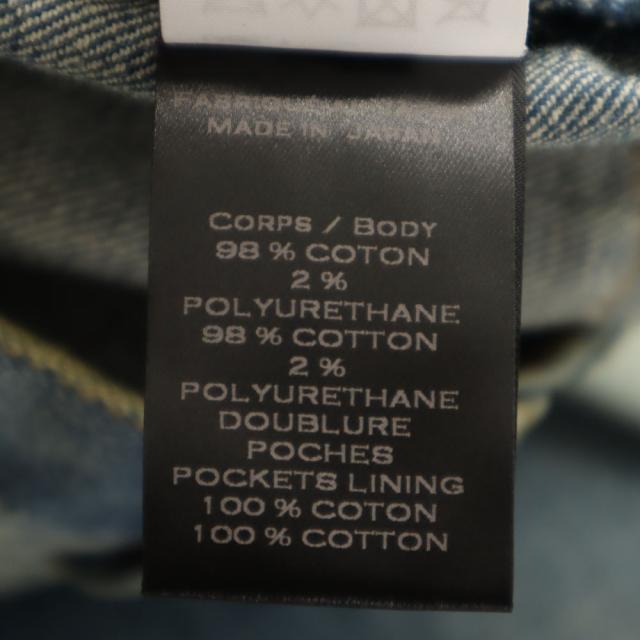 MADE IN JAPAN
CORPS / BODY
98 % COTON
2 %
POLYURETHANE
98 % COTTON
2 %
POLYURETHANE
DOUBLURE
POCHES
POCKETS LINING
100 % COTON
100 % COTTON